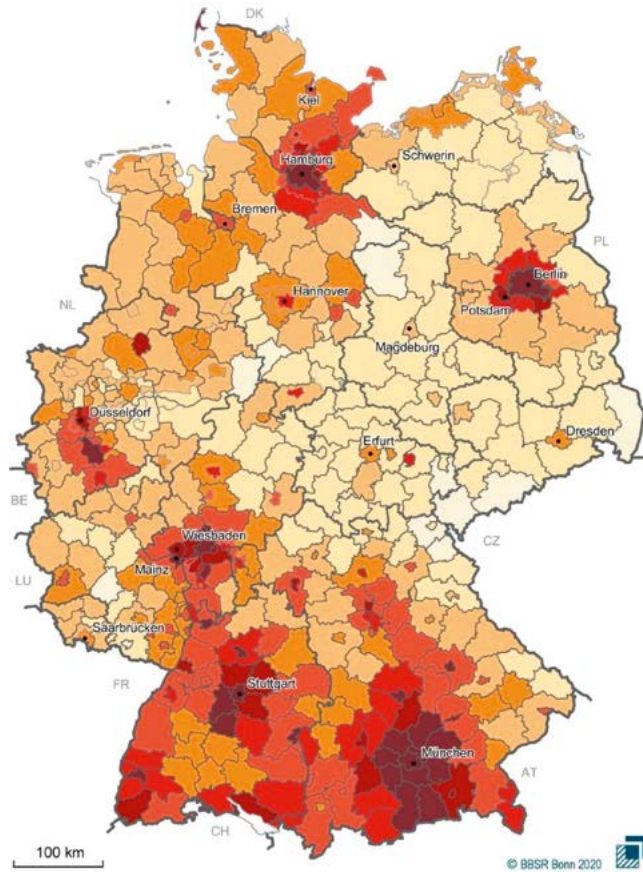 DK
Kiel
Hamburg
Schwerin
Bremen
PL
Berlin
NL
Hannover
Potsdam
Magdeburg
Düsseldorf
Erfurt
Dresden
BE
Wiesbaden
CZ
LU
Mainz
Saarbrücken
FR
Stuttgart
München
AT
CH
100 km
© BBSR Bonn 2020